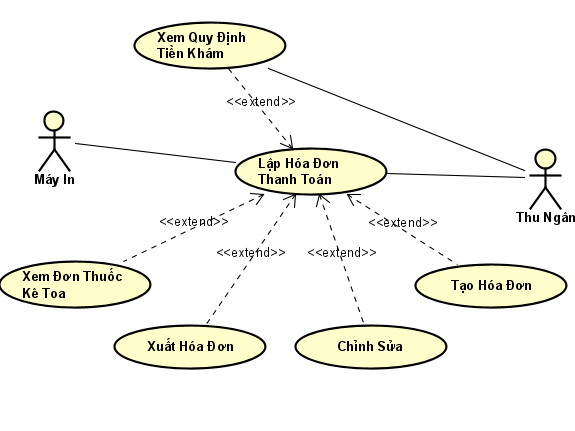 Xem Quy Định
Tiền Khám
<<extend>>
Máy In
Lập Hóa Đơn
Thanh Toán
Thu Ngân
<<extend>>
<<extend>>
<<extend>>
<<extend>>
Xem Đơn Thuốc
Kê Toa
Tạo Hóa Đơn
Xuất Hóa Đơn
Chỉnh Sửa